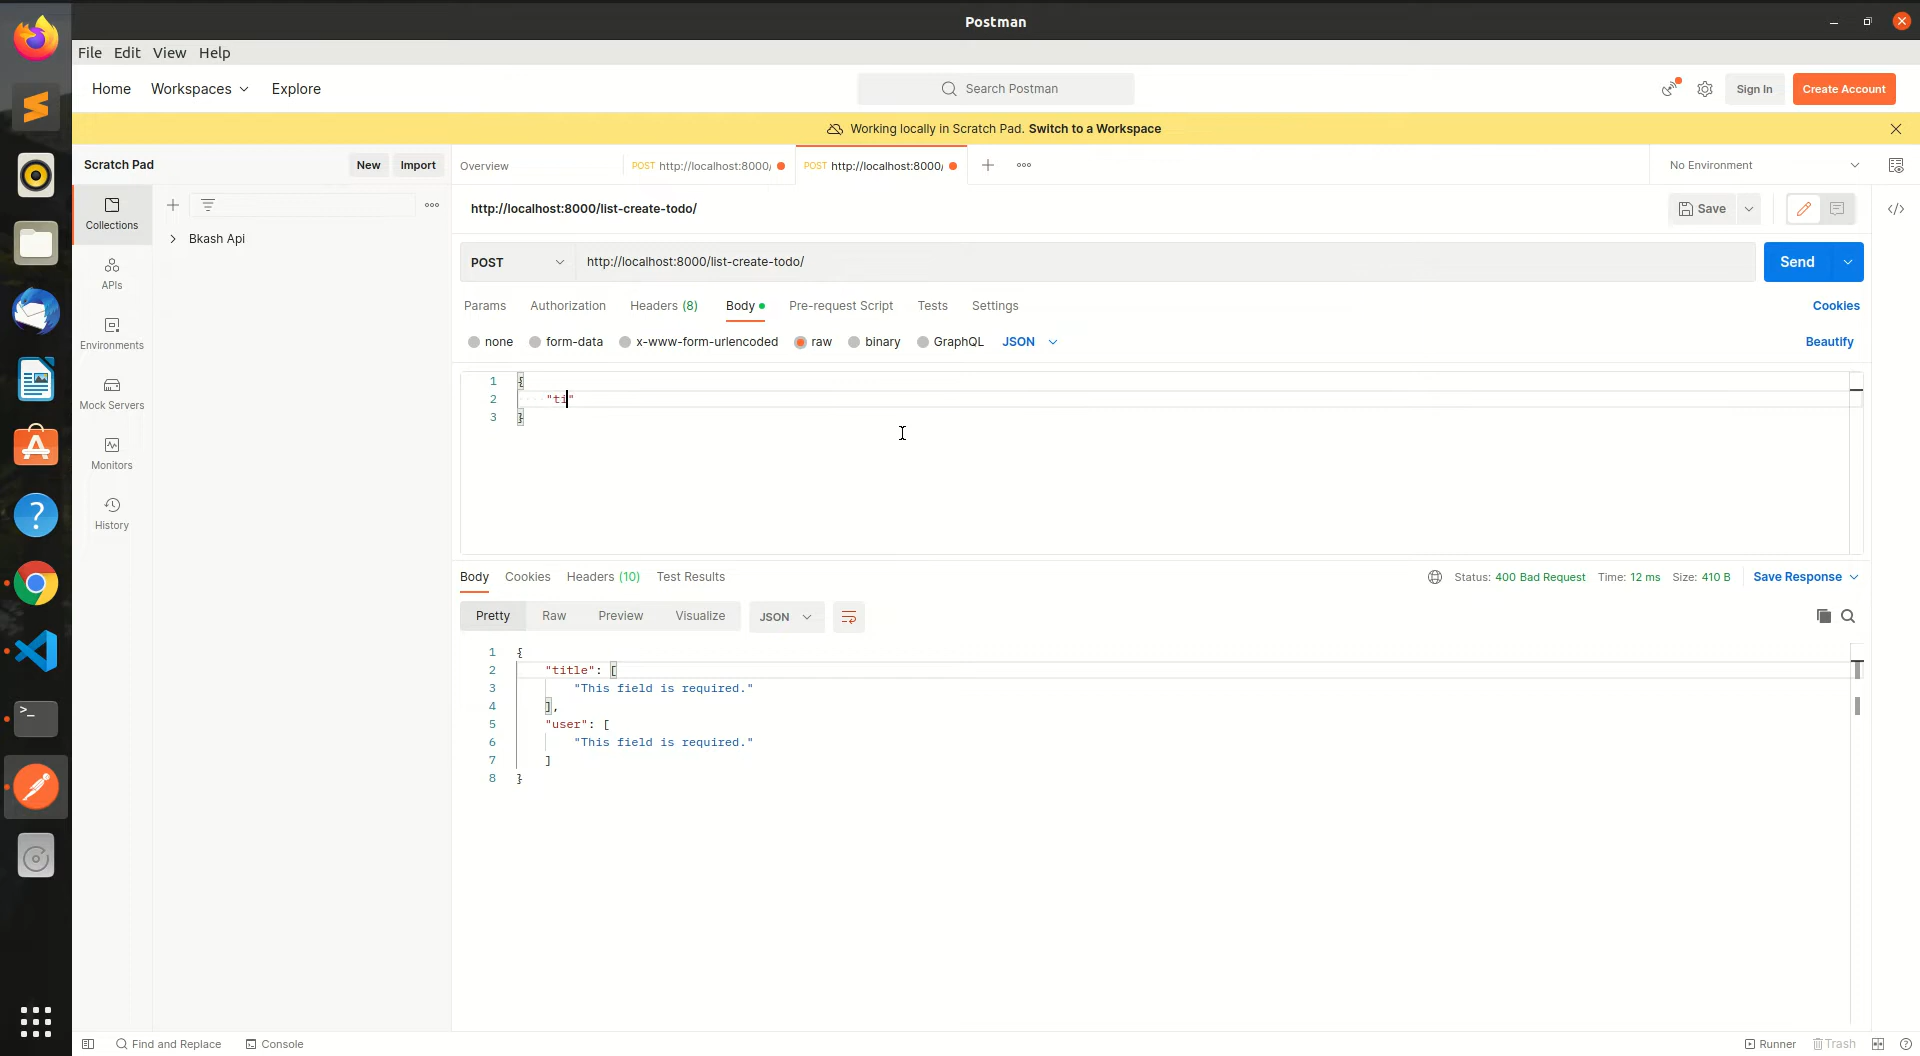 Postman
File Edit View Help
Home Workspaces Explore Search Postman Sign In Create Account
Working locally in Scratch Pad. Switch to a Workspace
Scratch Pad New Import Overview POST http://localhost:8000/ POST http://localhost:8000/ No Environment
Collections
http://localhost:8000/list-create-todo/ Save
Bkash Api
APIs
POST http://localhost:8000/list-create-todo/ Send
Params Authorization Headers (8) Body Pre-request Script Tests Settings Cookies
Environments
none form-data x-www-form-urlencoded raw binary GraphQL JSON Beautify
Mock Servers
1 {
2 "ti"
3 }
Monitors
History
Body Cookies Headers (10) Test Results Status: 400 Bad Request Time: 12 ms Size: 410 B Save Response
Pretty Raw Preview Visualize JSON
1 {
2 "title": [
3 "This field is required."
4 ],
5 "user": [
6 "This field is required."
7 ]
8 }
Find and Replace Console Runner Trash